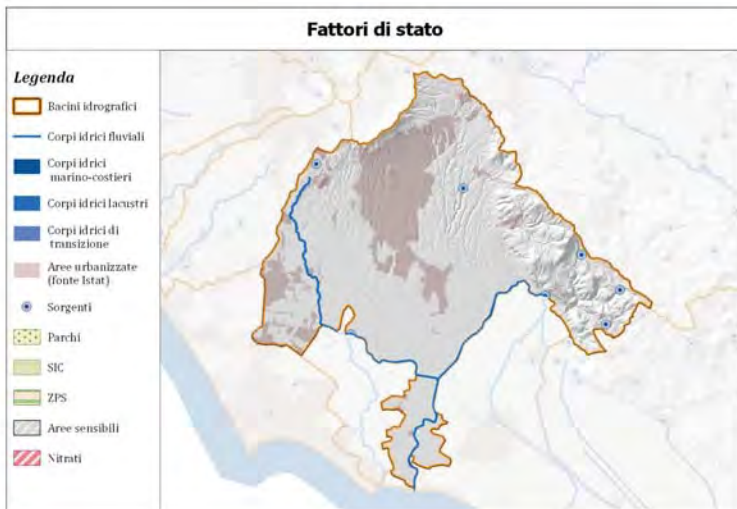 Fattori di stato
Legenda
Bacini idrografici
Corpi idrici fluviali
Corpi idrici
marino-costieri
Corpi idrici lacustri
Corpi idrici di
transizione
Aree urbanizzate
(fonte Istat)
Sorgenti
Parchi
SIC
ZPS
Aree sensibili
Nitrati